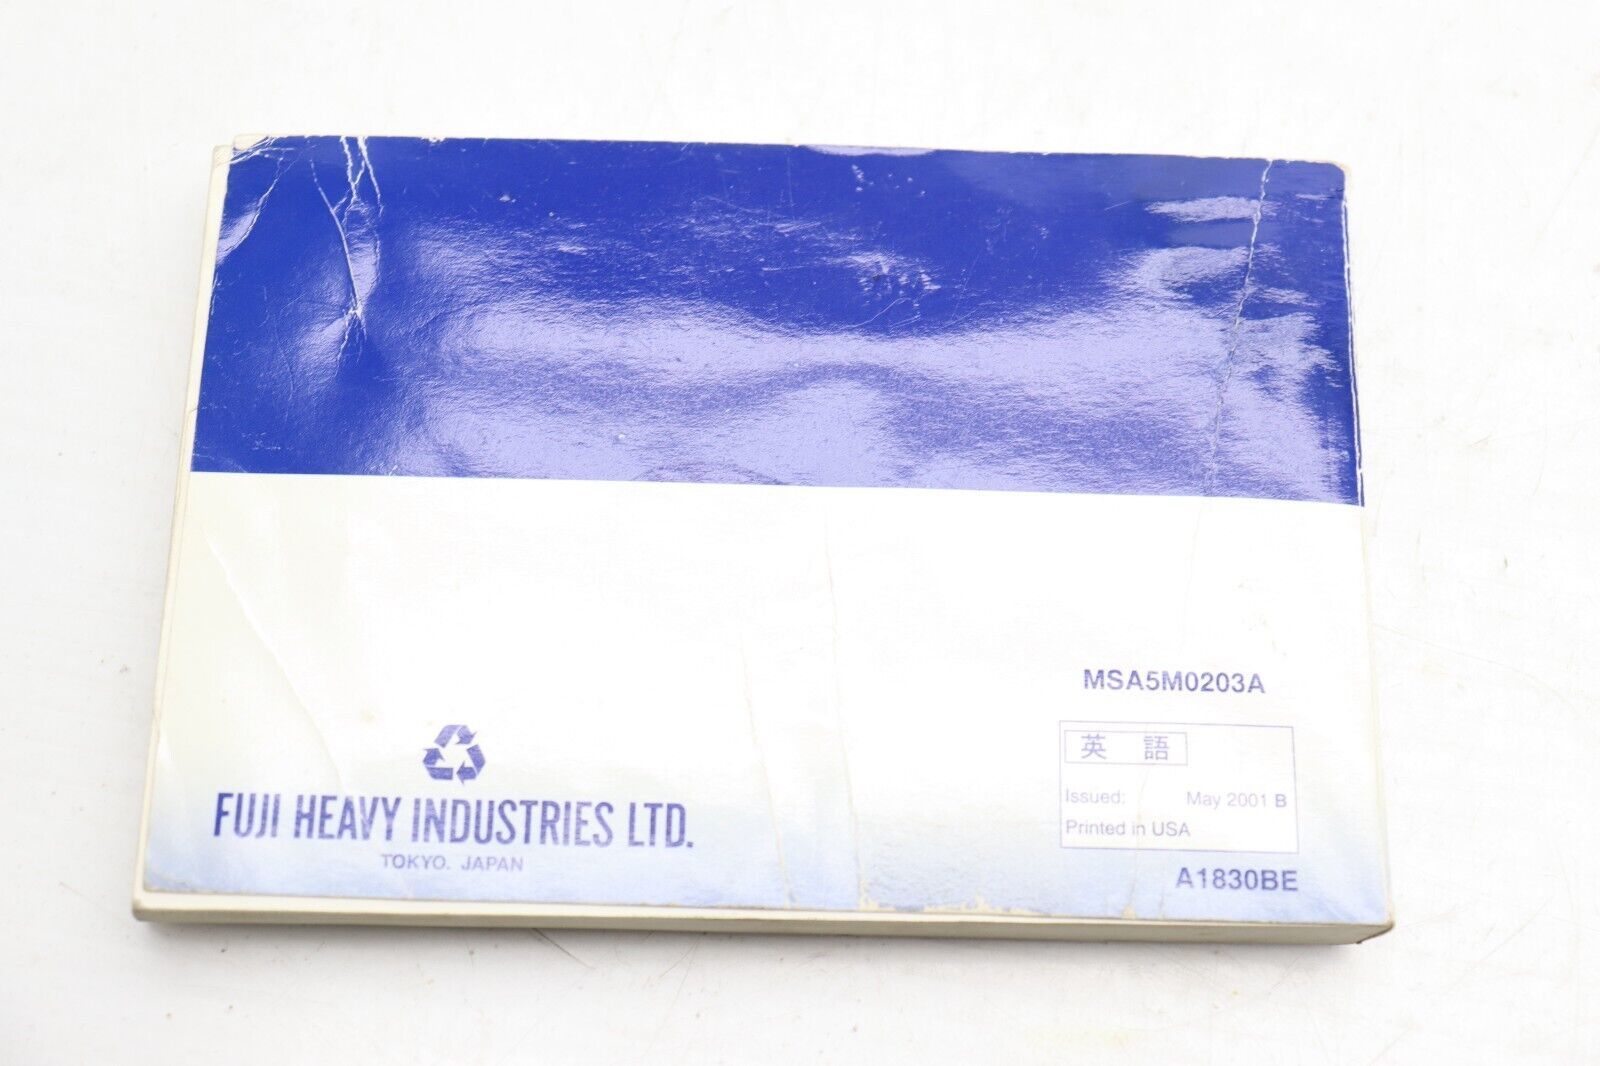 MSA5M0203A
英 語
Issued: May 2001 B
Printed in USA
A1830BE
FUJI HEAVY INDUSTRIES LTD.
TOKYO. JAPAN